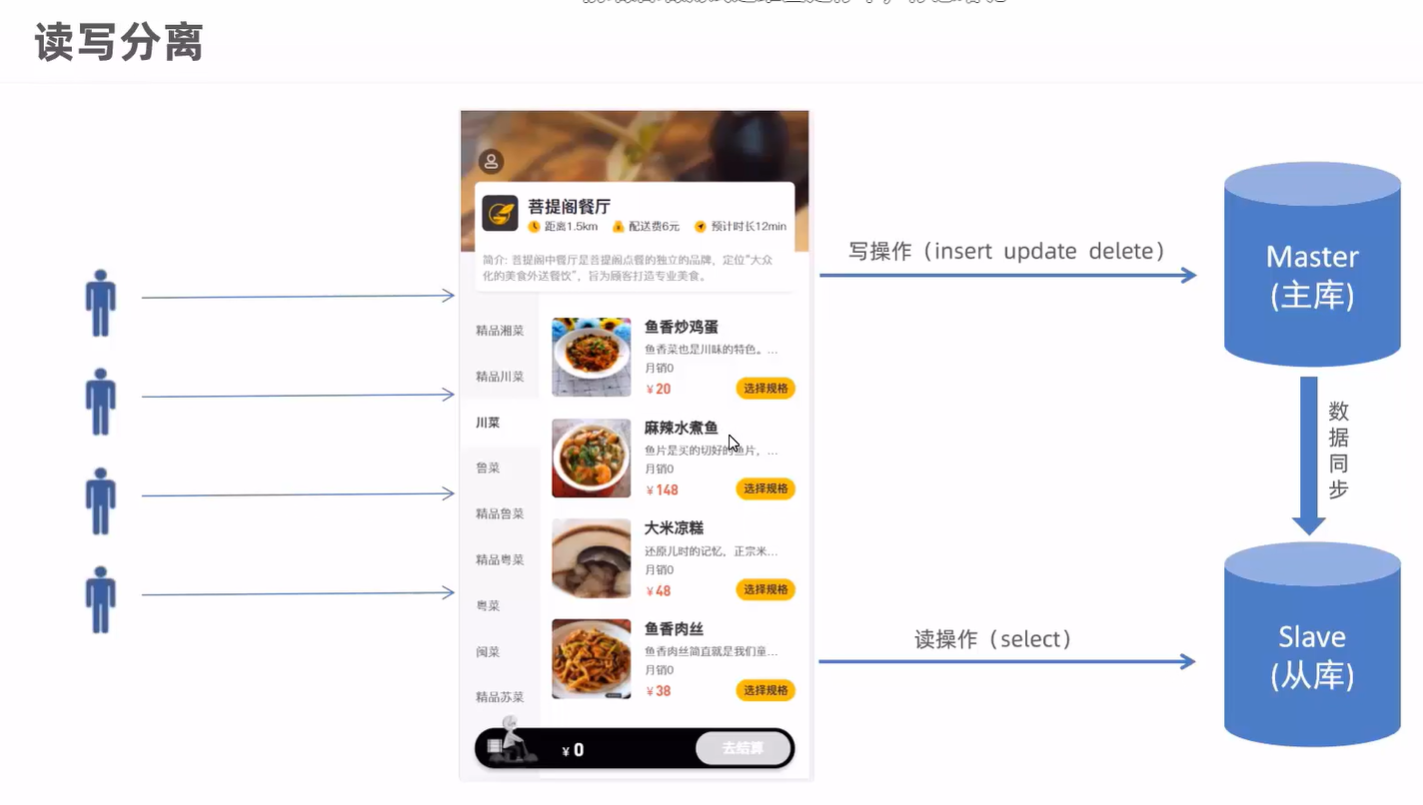 读写分离
菩提阁餐厅
距离1.5km 配送费6元 预计时长12min
简介: 菩提阁中餐厅是菩提阁点餐的独立的品牌，定位“大众
化的美食外送餐饮”，旨为顾客打造专业美食。
精品湘菜
精品川菜
川菜
鲁菜
精品鲁菜
精品粤菜
粤菜
闽菜
精品苏菜
鱼香炒鸡蛋
鱼香菜也是川味的特色。...
月销0
¥20
选择规格
麻辣水煮鱼
鱼片是买的切好的鱼片，...
月销0
¥148
选择规格
大米凉糕
还原儿时的记忆，正宗米...
月销0
¥48
选择规格
鱼香肉丝
鱼香肉丝简直就是我们童...
月销0
¥38
选择规格
¥0
去结算
写操作（insert update delete）
Master
(主库)
数据同步
读操作（select）
Slave
(从库)